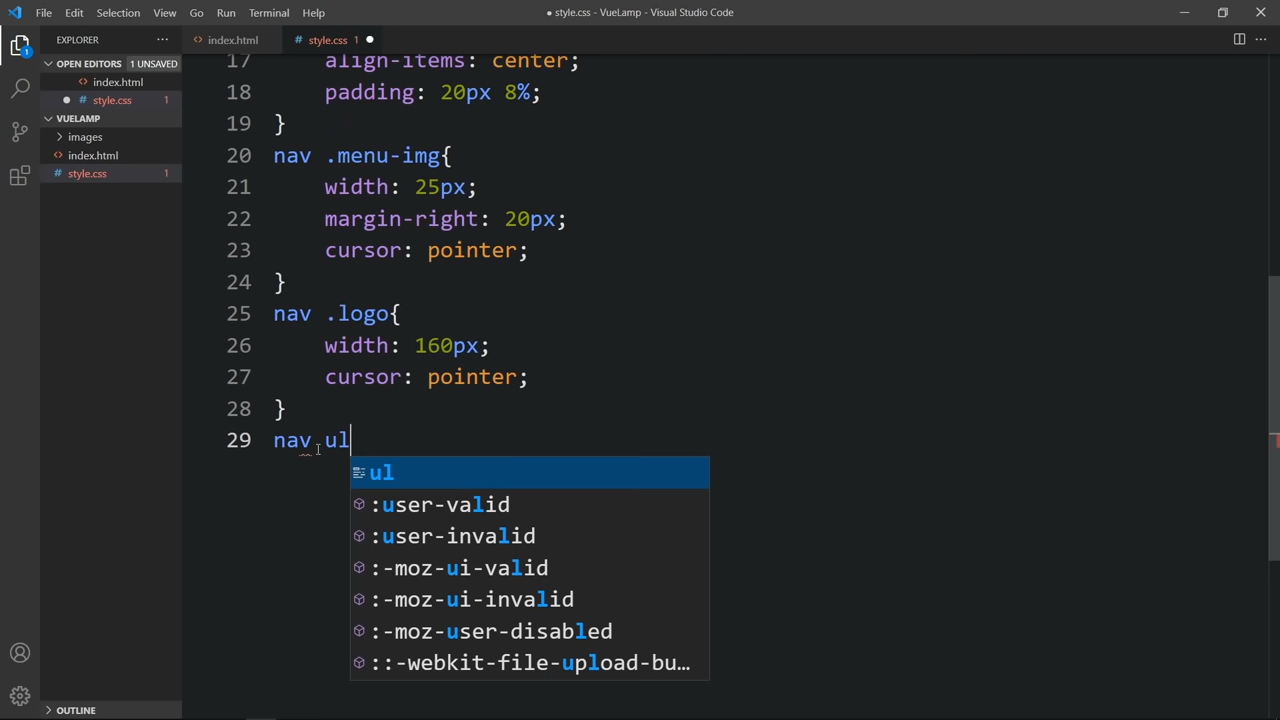 File Edit Selection View Go Run Terminal Help
● style.css - VueLamp - Visual Studio Code
EXPLORER
index.html
style.css 1
OPEN EDITORS 1 UNSAVED
index.html
style.css 1
VUELAMP
images
index.html
style.css 1
OUTLINE
1
17 align-items: center;
18 padding: 20px 8%;
19 }
20 nav .menu-img{
21 width: 25px;
22 margin-right: 20px;
23 cursor: pointer;
24 }
25 nav .logo{
26 width: 160px;
27 cursor: pointer;
28 }
29 nav ul
ul
:user-valid
:user-invalid
:-moz-ui-valid
:-moz-ui-invalid
:-moz-user-disabled
::-webkit-file-upload-bu…